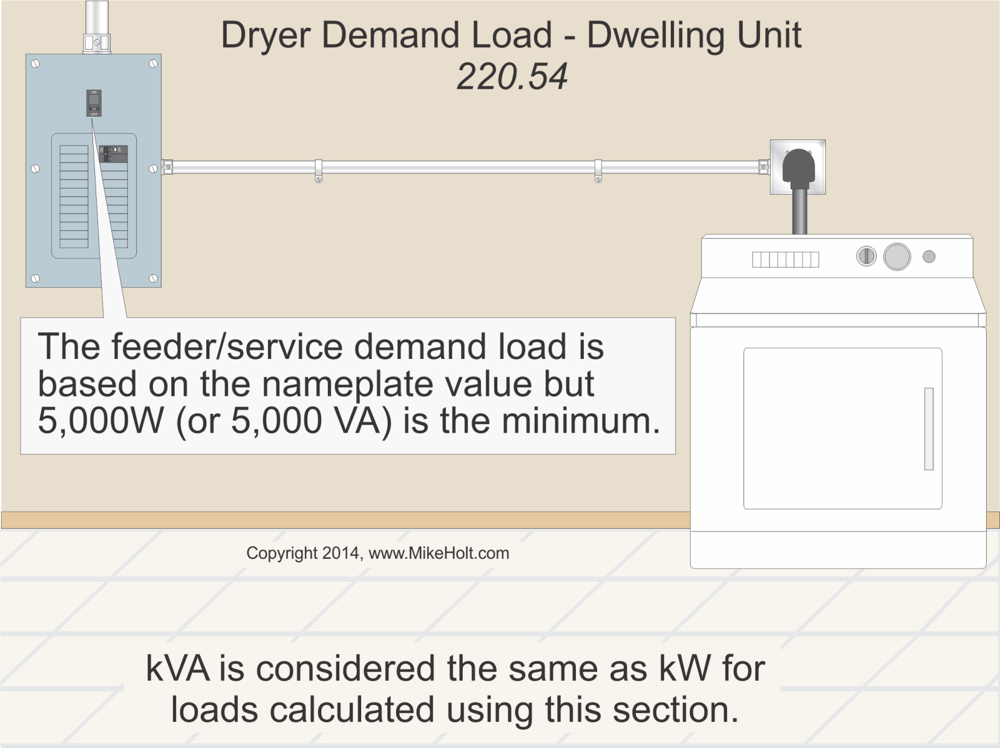 Dryer Demand Load - Dwelling Unit
220.54
ON
OFF
The feeder/service demand load is
based on the nameplate value but
5,000W (or 5,000 VA) is the minimum.
Copyright 2014, www.MikeHolt.com
kVA is considered the same as kW for
loads calculated using this section.